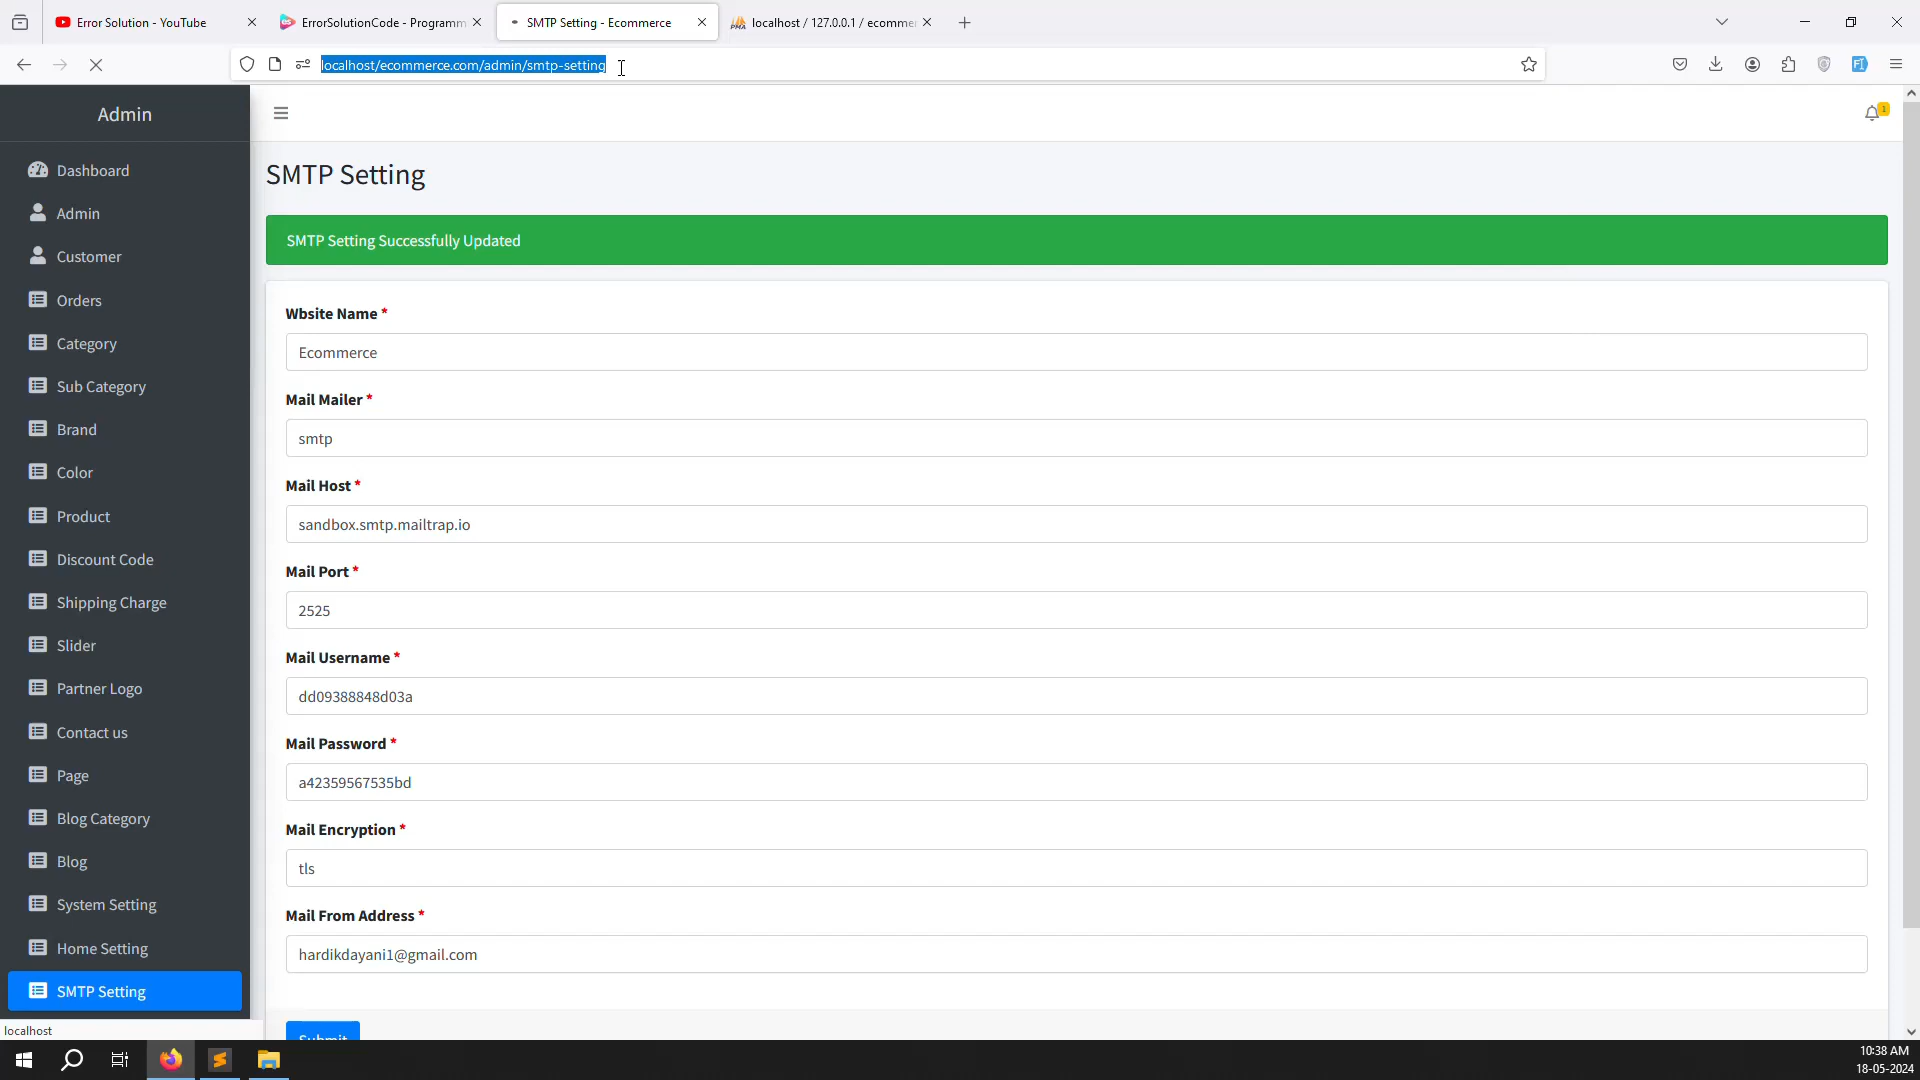 Error Solution - YouTube
ErrorSolutionCode - Programm
SMTP Setting - Ecommerce
localhost / 127.0.0.1 / ecomme
localhost/ecommerce.com/admin/smtp-setting
Admin
1
Dashboard
Admin
Customer
Orders
Category
Sub Category
Brand
Color
Product
Discount Code
Shipping Charge
Slider
Partner Logo
Contact us
Page
Blog Category
Blog
System Setting
Home Setting
SMTP Setting
SMTP Setting
SMTP Setting Successfully Updated
Wbsite Name *
Ecommerce
Mail Mailer *
smtp
Mail Host *
sandbox.smtp.mailtrap.io
Mail Port *
2525
Mail Username *
dd09388848d03a
Mail Password *
a42359567535bd
Mail Encryption *
tls
Mail From Address *
hardikdayani1@gmail.com
Submit
localhost
10:38 AM
18-05-2024